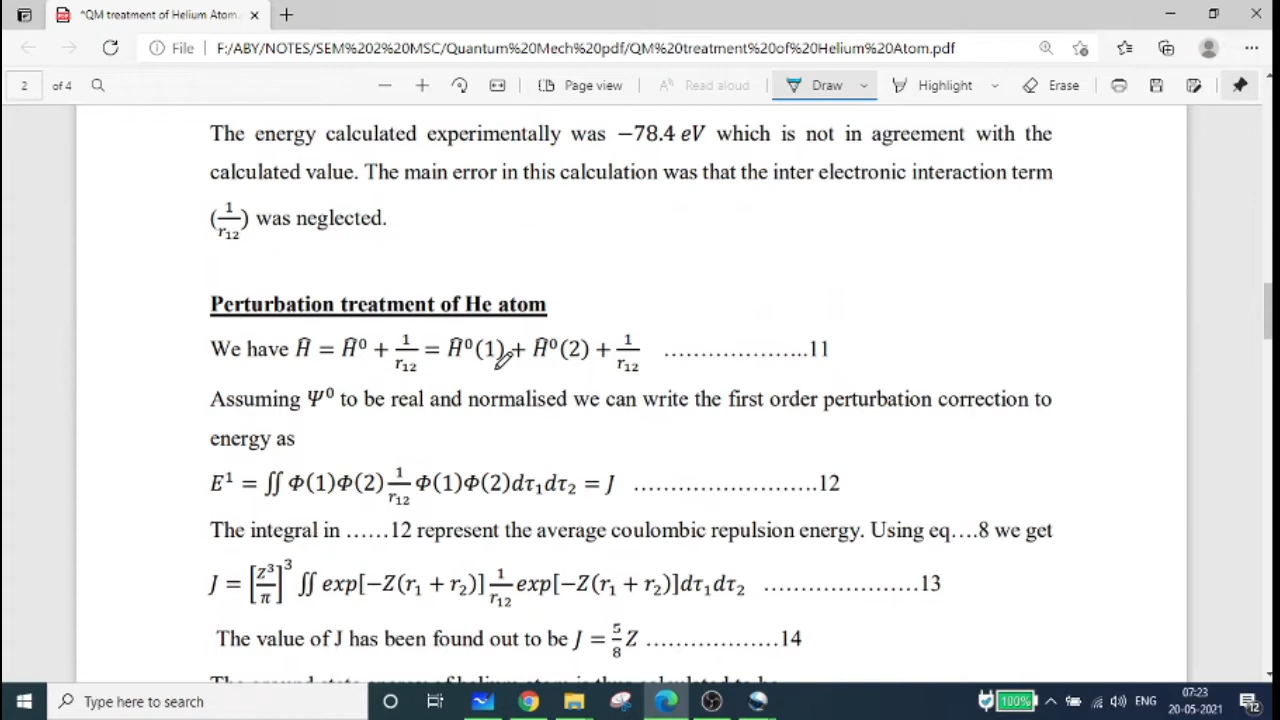 *QM treatment of Helium Atom
File F:/ABY/NOTES/SEM%202%20MSC/Quantum%20Mech%20pdf/QM%20treatment%20of%20Helium%20Atom.pdf
2 of 4 Page view Read aloud Draw Highlight Erase
The energy calculated experimentally was −78.4 eV which is not in agreement with the
calculated value. The main error in this calculation was that the inter electronic interaction term
(1/r₁₂) was neglected.
Perturbation treatment of He atom
We have Ĥ = Ĥ⁰ + 1/r₁₂ = Ĥ⁰(1) + Ĥ⁰(2) + 1/r₁₂ ………………..11
Assuming Ψ⁰ to be real and normalised we can write the first order perturbation correction to
energy as
E¹ = ∬ Φ(1)Φ(2) 1/r₁₂ Φ(1)Φ(2)dτ₁dτ₂ = J …………………….12
The integral in ……12 represent the average coulombic repulsion energy. Using eq….8 we get
J = [Z³/π]³ ∬ exp[−Z(r₁ + r₂)] 1/r₁₂ exp[−Z(r₁ + r₂)]dτ₁dτ₂ …………………13
The value of J has been found out to be J = 5/8 Z ………………14
Type here to search
100%
ENG
07:23
20-05-2021
12